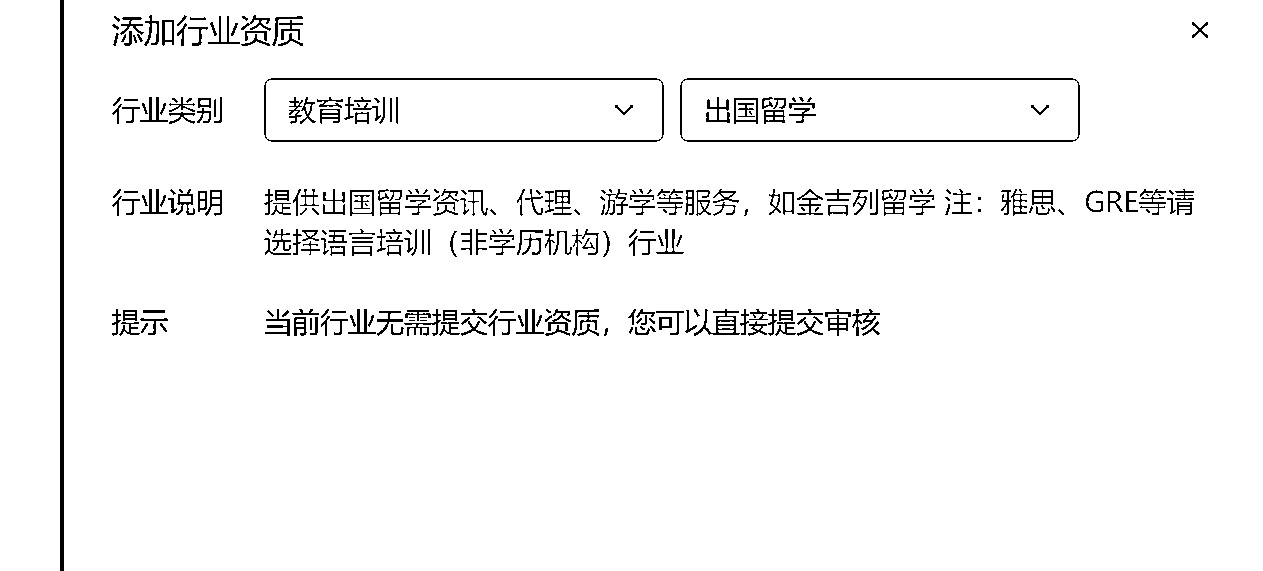 添加行业资质
行业类别 教育培训 出国留学
行业说明 提供出国留学资讯、代理、游学等服务，如金吉列留学 注：雅思、GRE等请
选择语言培训（非学历机构）行业
提示 当前行业无需提交行业资质，您可以直接提交审核